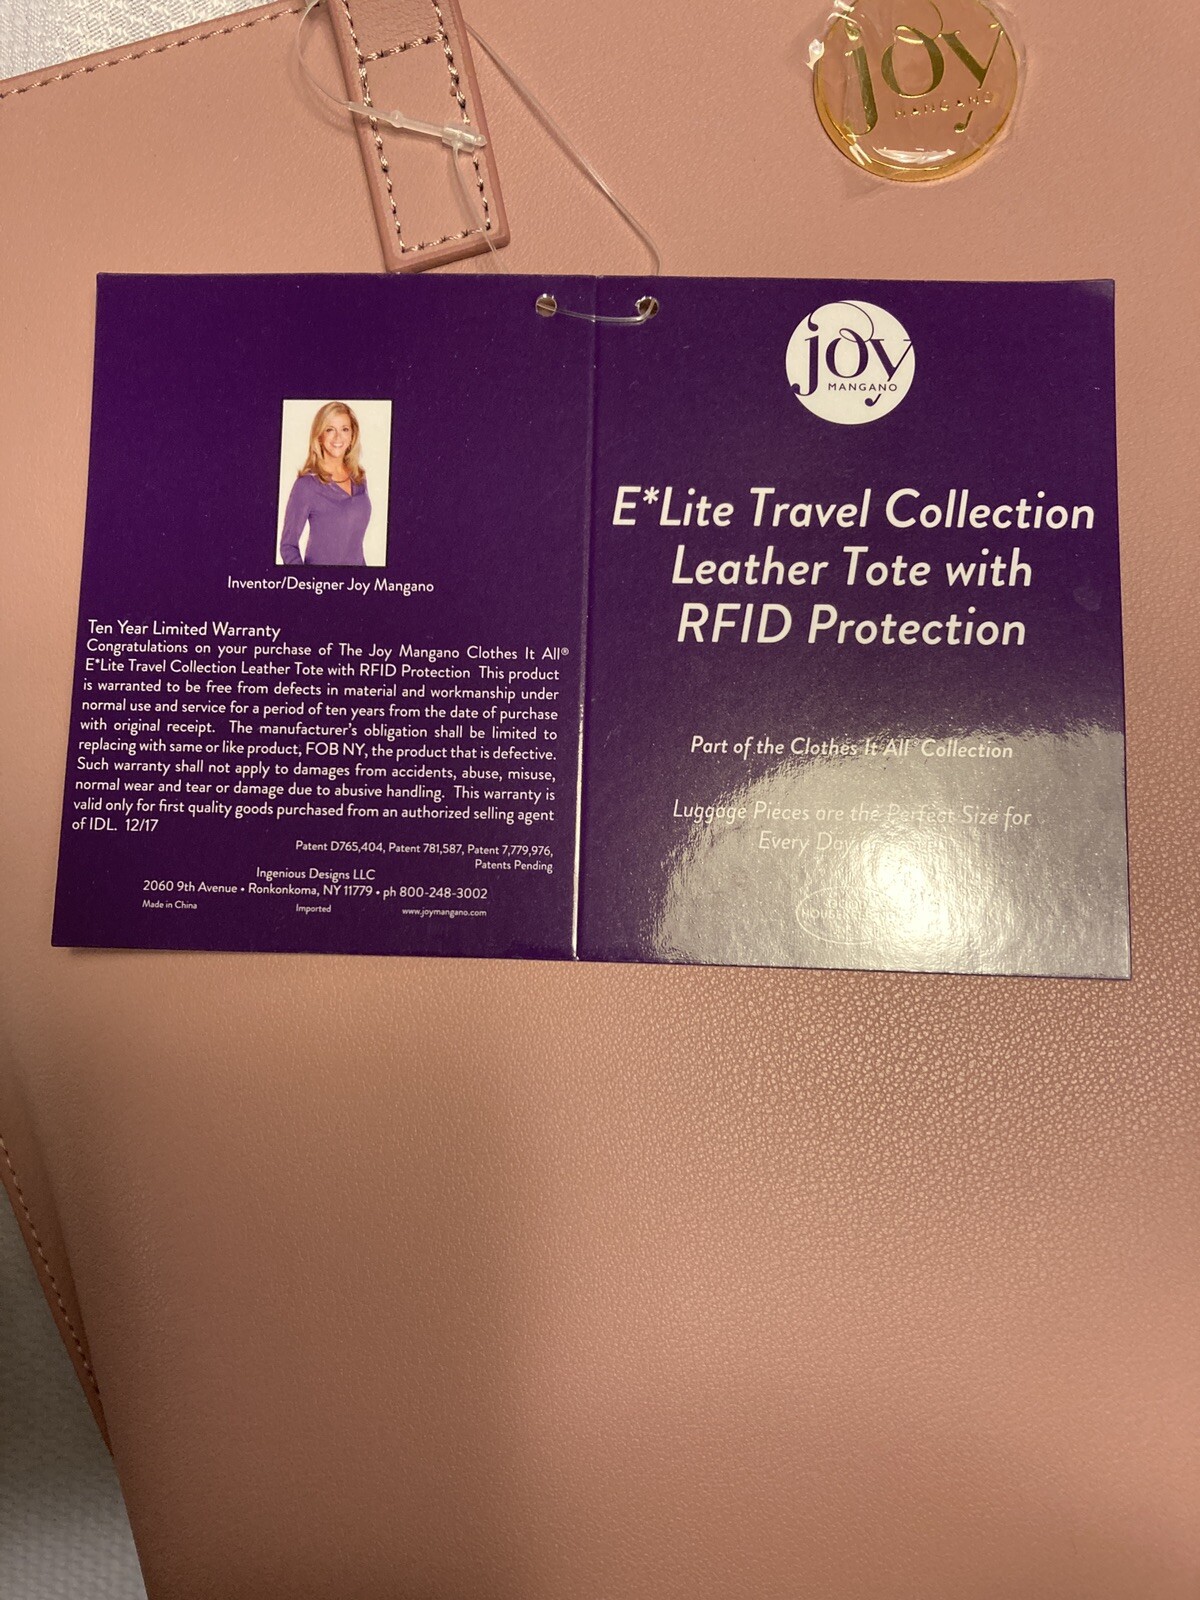 joy
MANGANO
Inventor/Designer Joy Mangano
Ten Year Limited Warranty
Congratulations on your purchase of The Joy Mangano Clothes It All®
E*Lite Travel Collection Leather Tote with RFID Protection This product
is warranted to be free from defects in material and workmanship under
normal use and service for a period of ten years from the date of purchase
with original receipt. The manufacturer's obligation shall be limited to
replacing with same or like product, FOB NY, the product that is defective.
Such warranty shall not apply to damages from accidents, abuse, misuse,
normal wear and tear or damage due to abusive handling. This warranty is
valid only for first quality goods purchased from an authorized selling agent
of IDL. 12/17
Patent D765,404, Patent 781,587, Patent 7,779,976,
Patents Pending
Ingenious Designs LLC
2060 9th Avenue • Ronkonkoma, NY 11779 • ph 800-248-3002
Made in China Imported www.joymangano.com
joy
MANGANO
E*Lite Travel Collection
Leather Tote with
RFID Protection
Part of the Clothes It All Collection
Luggage Pieces are the Perfect Size for
Every Day